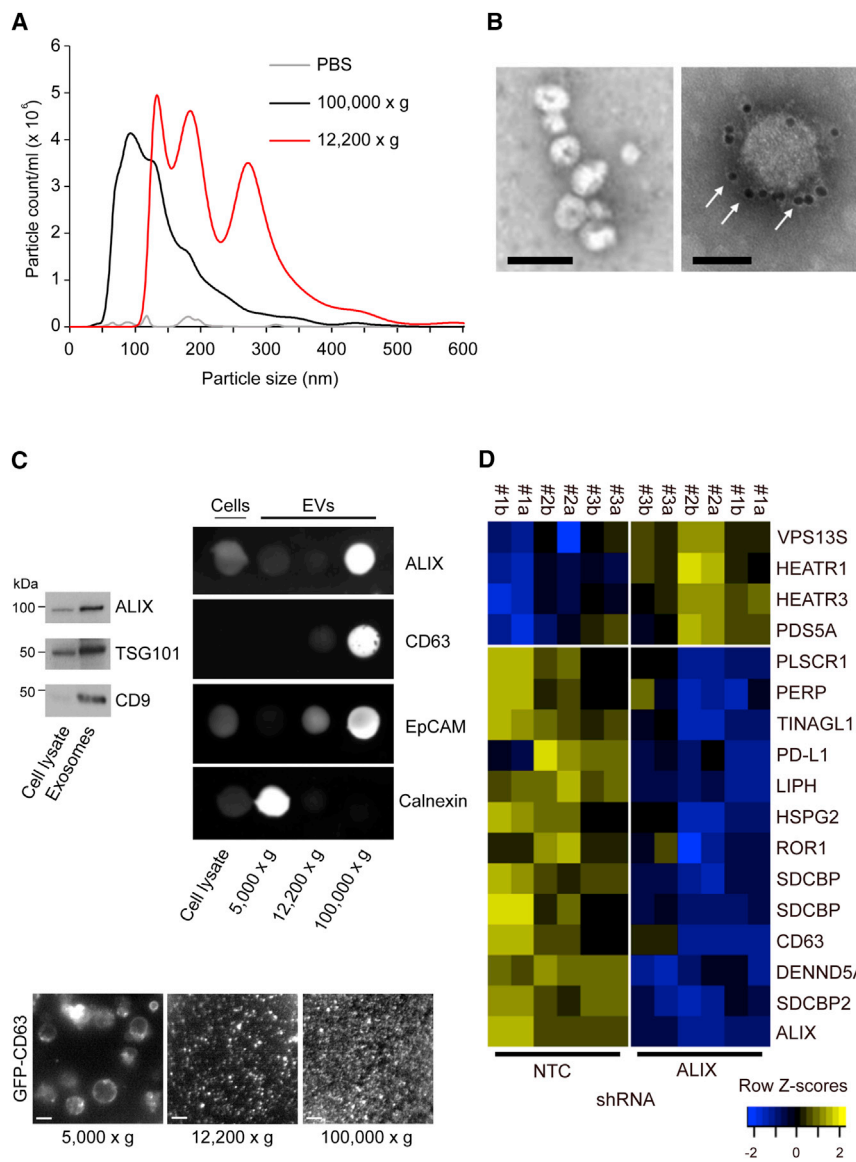 A
PBS
100,000 x g
12,200 x g
Particle count/ml (x 10⁶)
6
5
4
3
2
1
0
0 100 200 300 400 500 600
Particle size (nm)
B
C
kDa
100
ALIX
50
TSG101
50
CD9
Cell lysate
Exosomes
Cells EVs
ALIX
CD63
EpCAM
Calnexin
Cell lysate
5,000 x g
12,200 x g
100,000 x g
GFP-CD63
5,000 x g 12,200 x g 100,000 x g
D
#1b #1a #2b #2a #3b #3a #3b #3a #2b #2a #1b #1a
VPS13S
HEATR1
HEATR3
PDS5A
PLSCR1
PERP
TINAGL1
PD-L1
LIPH
HSPG2
ROR1
SDCBP
SDCBP
CD63
DENND5A
SDCBP2
ALIX
NTC ALIX
shRNA
Row Z-scores
-2 0 2